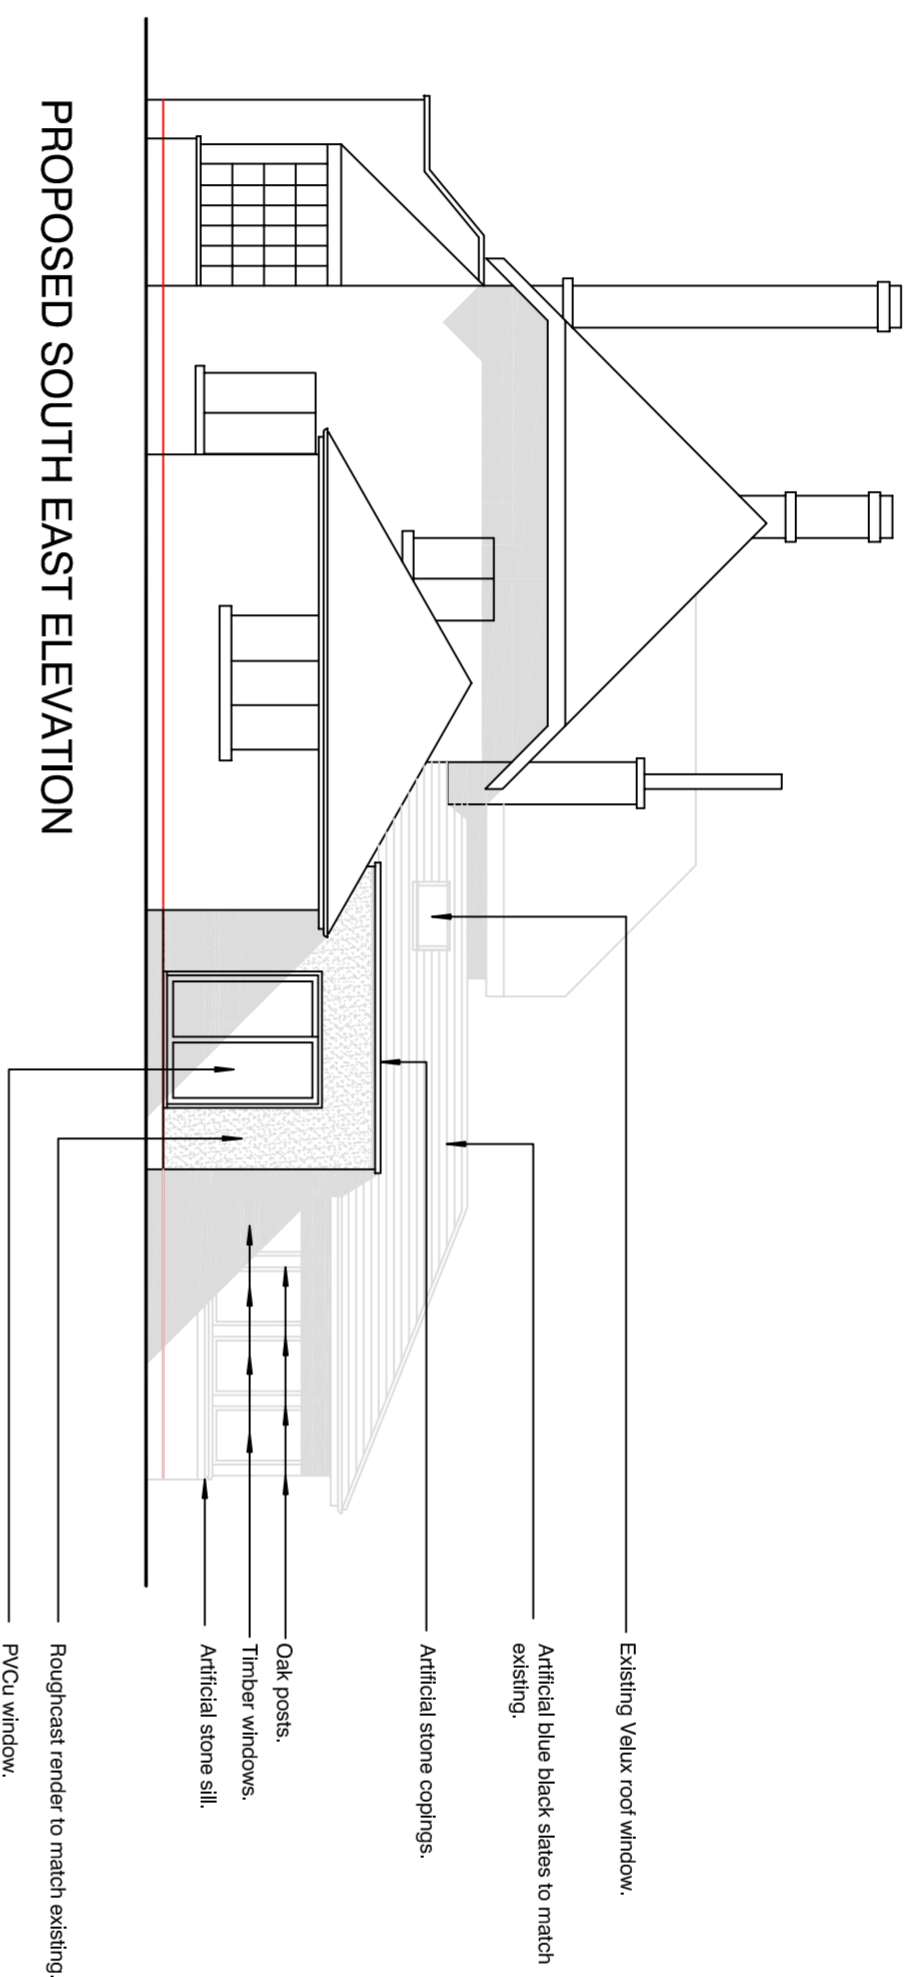 Existing Velux roof window.
Artificial blue black slates to match
existing.
Artificial stone copings.
Oak posts.
Timber windows.
Artificial stone sill.
Roughcast render to match existing.
PVCu window.
PROPOSED SOUTH EAST ELEVATION